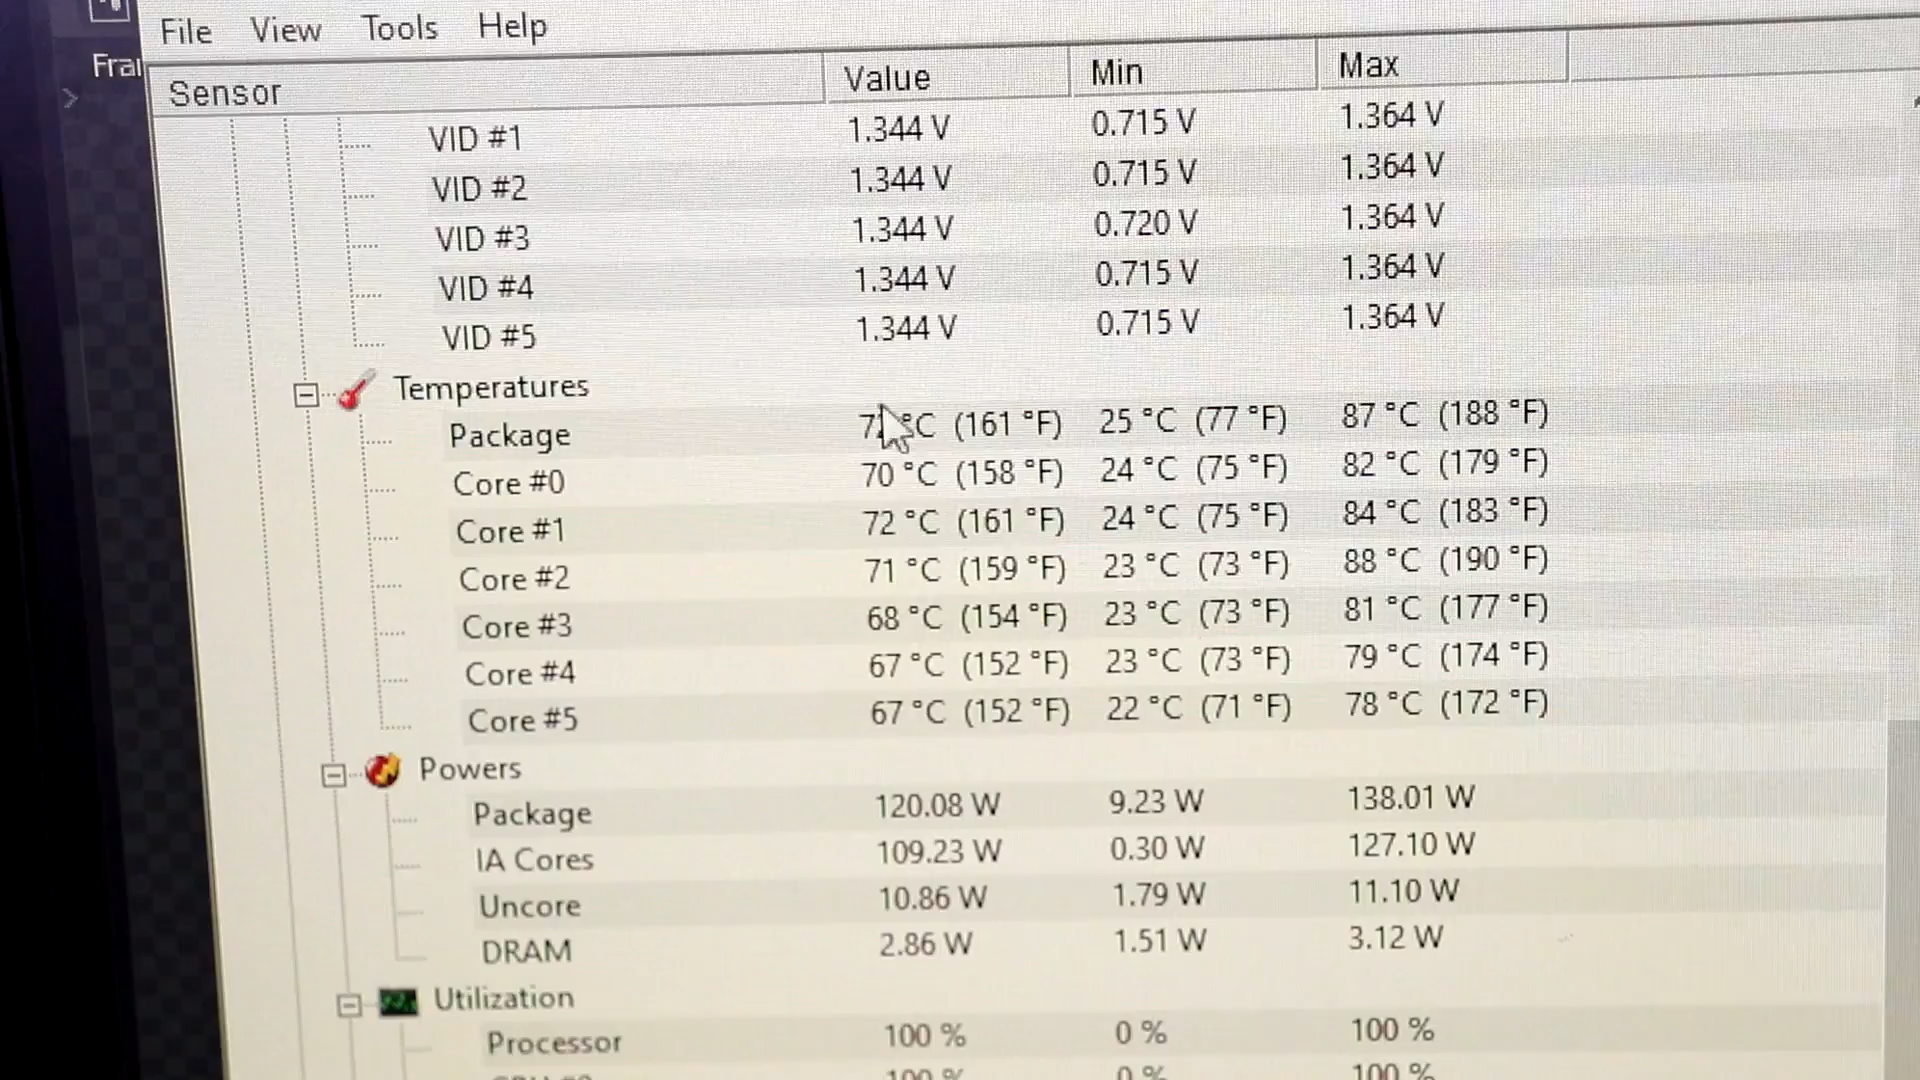 File View Tools Help
Sensor Value Min Max
VID #1 1.344 V 0.715 V 1.364 V
VID #2 1.344 V 0.715 V 1.364 V
VID #3 1.344 V 0.720 V 1.364 V
VID #4 1.344 V 0.715 V 1.364 V
VID #5 1.344 V 0.715 V 1.364 V
Temperatures
Package °C (161 °F) 25 °C (77 °F) 87 °C (188 °F)
Core #0 70 °C (158 °F) 24 °C (75 °F) 82 °C (179 °F)
Core #1 72 °C (161 °F) 24 °C (75 °F) 84 °C (183 °F)
Core #2 71 °C (159 °F) 23 °C (73 °F) 88 °C (190 °F)
Core #3 68 °C (154 °F) 23 °C (73 °F) 81 °C (177 °F)
Core #4 67 °C (152 °F) 23 °C (73 °F) 79 °C (174 °F)
Core #5 67 °C (152 °F) 22 °C (71 °F) 78 °C (172 °F)
Powers
Package 120.08 W 9.23 W 138.01 W
IA Cores 109.23 W 0.30 W 127.10 W
Uncore 10.86 W 1.79 W 11.10 W
DRAM 2.86 W 1.51 W 3.12 W
Utilization
Processor 100 % 0 % 100 %